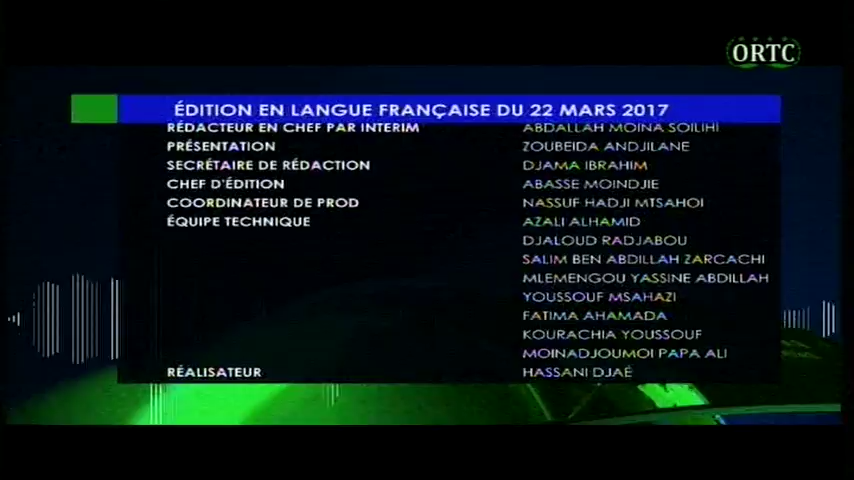 ORTC
ÉDITION EN LANGUE FRANÇAISE DU 22 MARS 2017
RÉDACTEUR EN CHEF PAR INTERIM ABDALLAH MOINA SOILIHI
PRÉSENTATION ZOUBEIDA ANDJILANE
SECRÉTAIRE DE RÉDACTION DJAMA IBRAHIM
CHEF D'ÉDITION ABASSE MOINDJIE
COORDINATEUR DE PROD NASSUF HADJI MTSAHOI
ÉQUIPE TECHNIQUE AZALI ALHAMID
DJALOUD RADJABOU
SALIM BEN ABDILLAH ZARCACHI
MLEMENGOU YASSINE ABDILLAH
YOUSSOUF MSAHAZI
FATIMA AHAMADA
KOURACHIA YOUSSOUF
MOINADJOUMOI PAPA ALI
RÉALISATEUR HASSANI DJAÉ